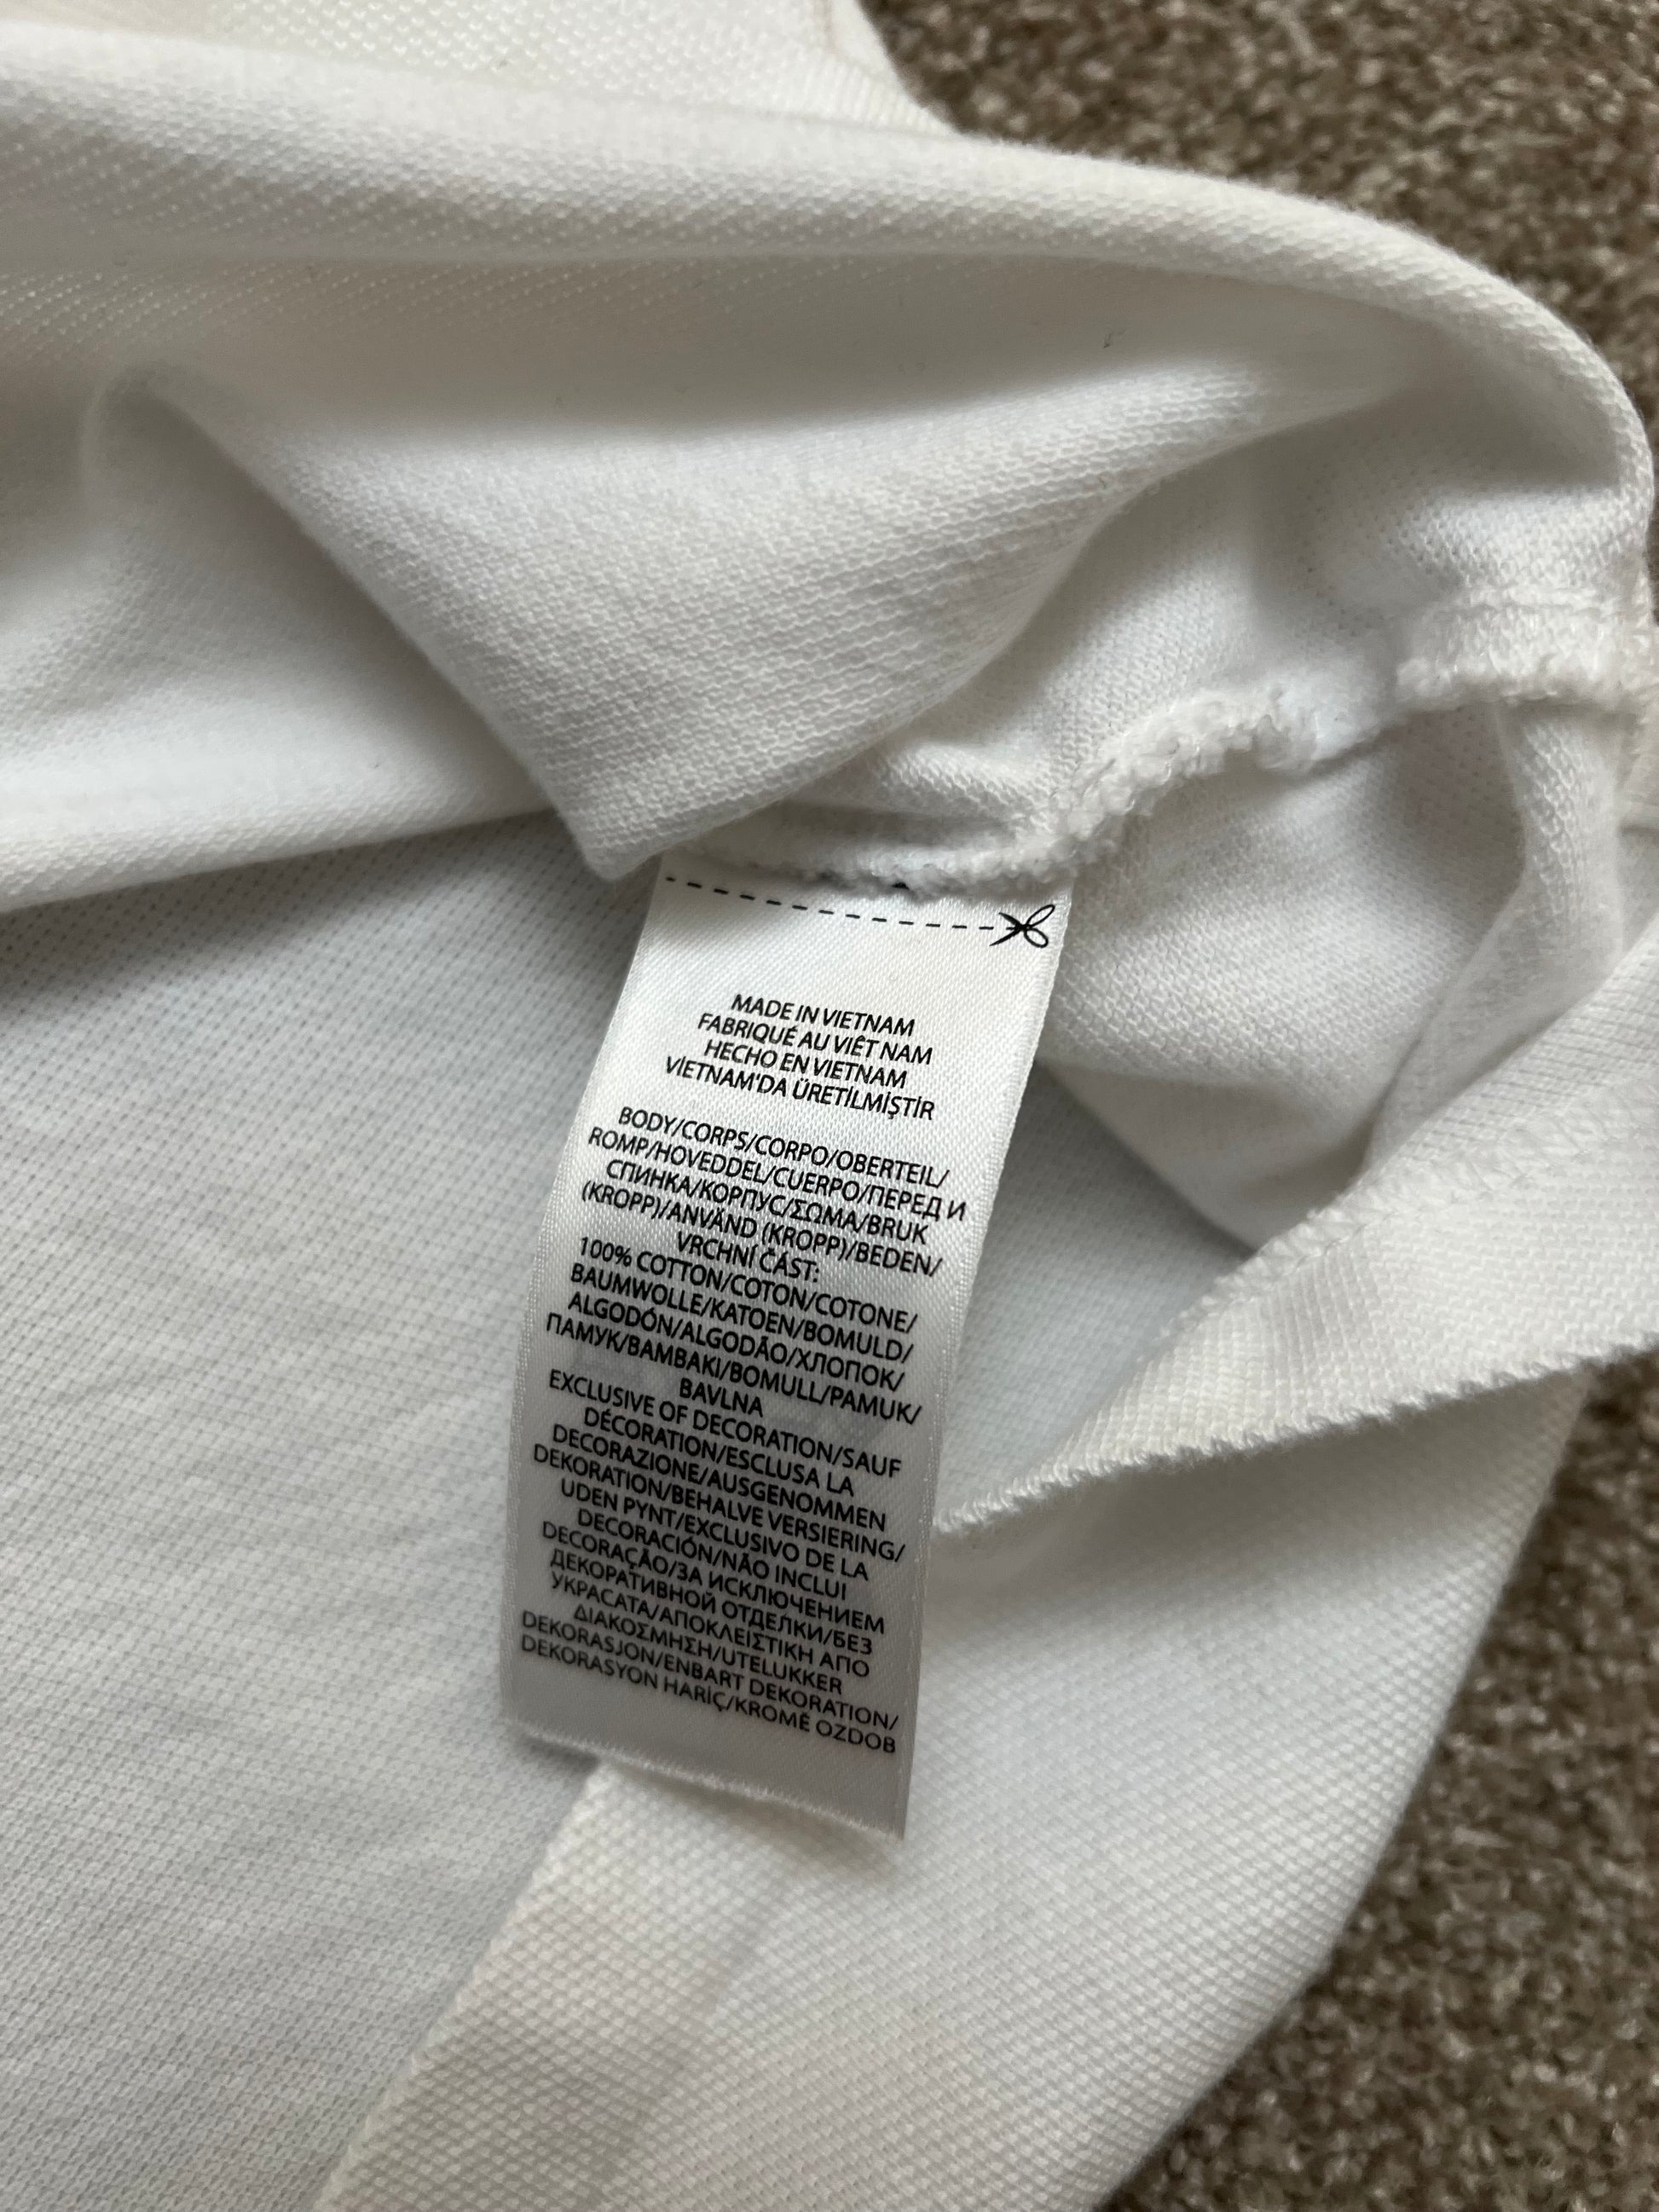 MADE IN VIETNAM
FABRIQUÉ AU VIÊT NAM
HECHO EN VIETNAM
VİETNAM'DA ÜRETİLMİŞTİR
BODY/CORPS/CORPO/OBERTEIL/
ROMP/HOVEDDEL/CUERPO/ПЕРЕД И
СПИНКА/КОРПУС/ΣΩΜΑ/BRUK
(KROPP)/ANVÄND (KROPP)/BEDEN/
VRCHNÍ ČÁST:
100% COTTON/COTON/COTONE/
BAUMWOLLE/KATOEN/BOMULD/
ALGODÓN/ALGODÃO/ХЛОПОК/
ПАМУК/ΒΑΜΒΑΚΙ/BOMULL/PAMUK/
BAVLNA
EXCLUSIVE OF DECORATION/SAUF
DÉCORATION/ESCLUSA LA
DECORAZIONE/AUSGENOMMEN
DEKORATION/BEHALVE VERSIERING/
UDEN PYNT/EXCLUSIVO DE LA
DECORACIÓN/NÃO INCLUI
DECORAÇÃO/ЗА ИСКЛЮЧЕНИЕМ
ДЕКОРАТИВНОЙ ОТДЕЛКИ/БЕЗ
УКРАСАТА/ΑΠΟΚΛΕΙΣΤΙΚΗ ΑΠΟ
ΔΙΑΚΟΣΜΗΣΗ/UTELUKKER
DEKORASJON/ENBART DEKORATION/
DEKORASYON HARİÇ/KROMĚ OZDOB